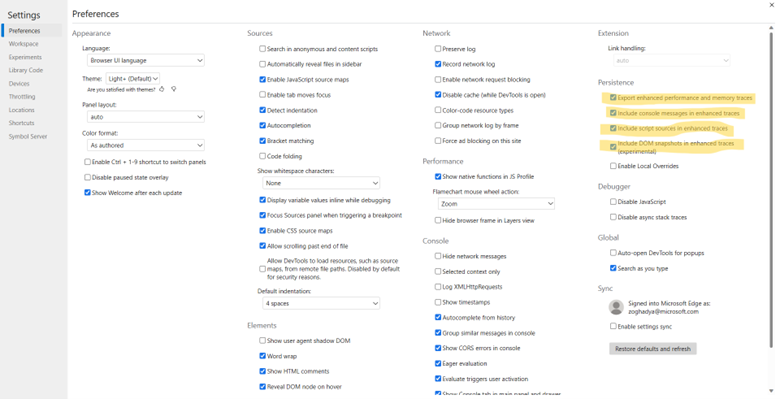 Settings
Preferences
Workspace
Experiments
Library Code
Devices
Throttling
Locations
Shortcuts
Symbol Server
Preferences
Appearance
Language:
Browser UI language
Theme: Light+ (Default)
Are you satisfied with themes?
Panel layout:
auto
Color format:
As authored
Enable Ctrl + 1-9 shortcut to switch panels
Disable paused state overlay
Show Welcome after each update
Sources
Search in anonymous and content scripts
Automatically reveal files in sidebar
Enable JavaScript source maps
Enable tab moves focus
Detect indentation
Autocompletion
Bracket matching
Code folding
Show whitespace characters:
None
Display variable values inline while debugging
Focus Sources panel when triggering a breakpoint
Enable CSS source maps
Allow scrolling past end of file
Allow DevTools to load resources, such as source
maps, from remote file paths. Disabled by default
for security reasons.
Default indentation:
4 spaces
Elements
Show user agent shadow DOM
Word wrap
Show HTML comments
Reveal DOM node on hover
Network
Preserve log
Record network log
Enable network request blocking
Disable cache (while DevTools is open)
Color-code resource types
Group network log by frame
Force ad blocking on this site
Performance
Show native functions in JS Profile
Flamechart mouse wheel action:
Zoom
Hide browser frame in Layers view
Console
Hide network messages
Selected context only
Log XMLHttpRequests
Show timestamps
Autocomplete from history
Group similar messages in console
Show CORS errors in console
Eager evaluation
Evaluate triggers user activation
Show Console tab in main panel and drawer
Extension
Link handling:
auto
Persistence
Export enhanced performance and memory traces
Include console messages in enhanced traces
Include script sources in enhanced traces
Include DOM snapshots in enhanced traces
(experimental)
Enable Local Overrides
Debugger
Disable JavaScript
Disable async stack traces
Global
Auto-open DevTools for popups
Search as you type
Sync
Signed into Microsoft Edge as:
zoghadya@microsoft.com
Enable settings sync
Restore defaults and refresh